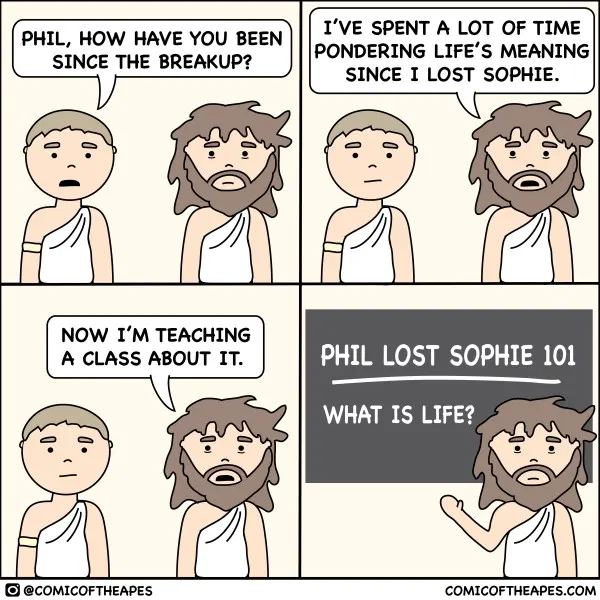 PHIL, HOW HAVE YOU BEEN
SINCE THE BREAKUP?
I'VE SPENT A LOT OF TIME
PONDERING LIFE'S MEANING
SINCE I LOST SOPHIE.
NOW I'M TEACHING
A CLASS ABOUT IT.
PHIL LOST SOPHIE 101
WHAT IS LIFE?
@COMICOFTHEAPES
COMICOFTHEAPES.COM